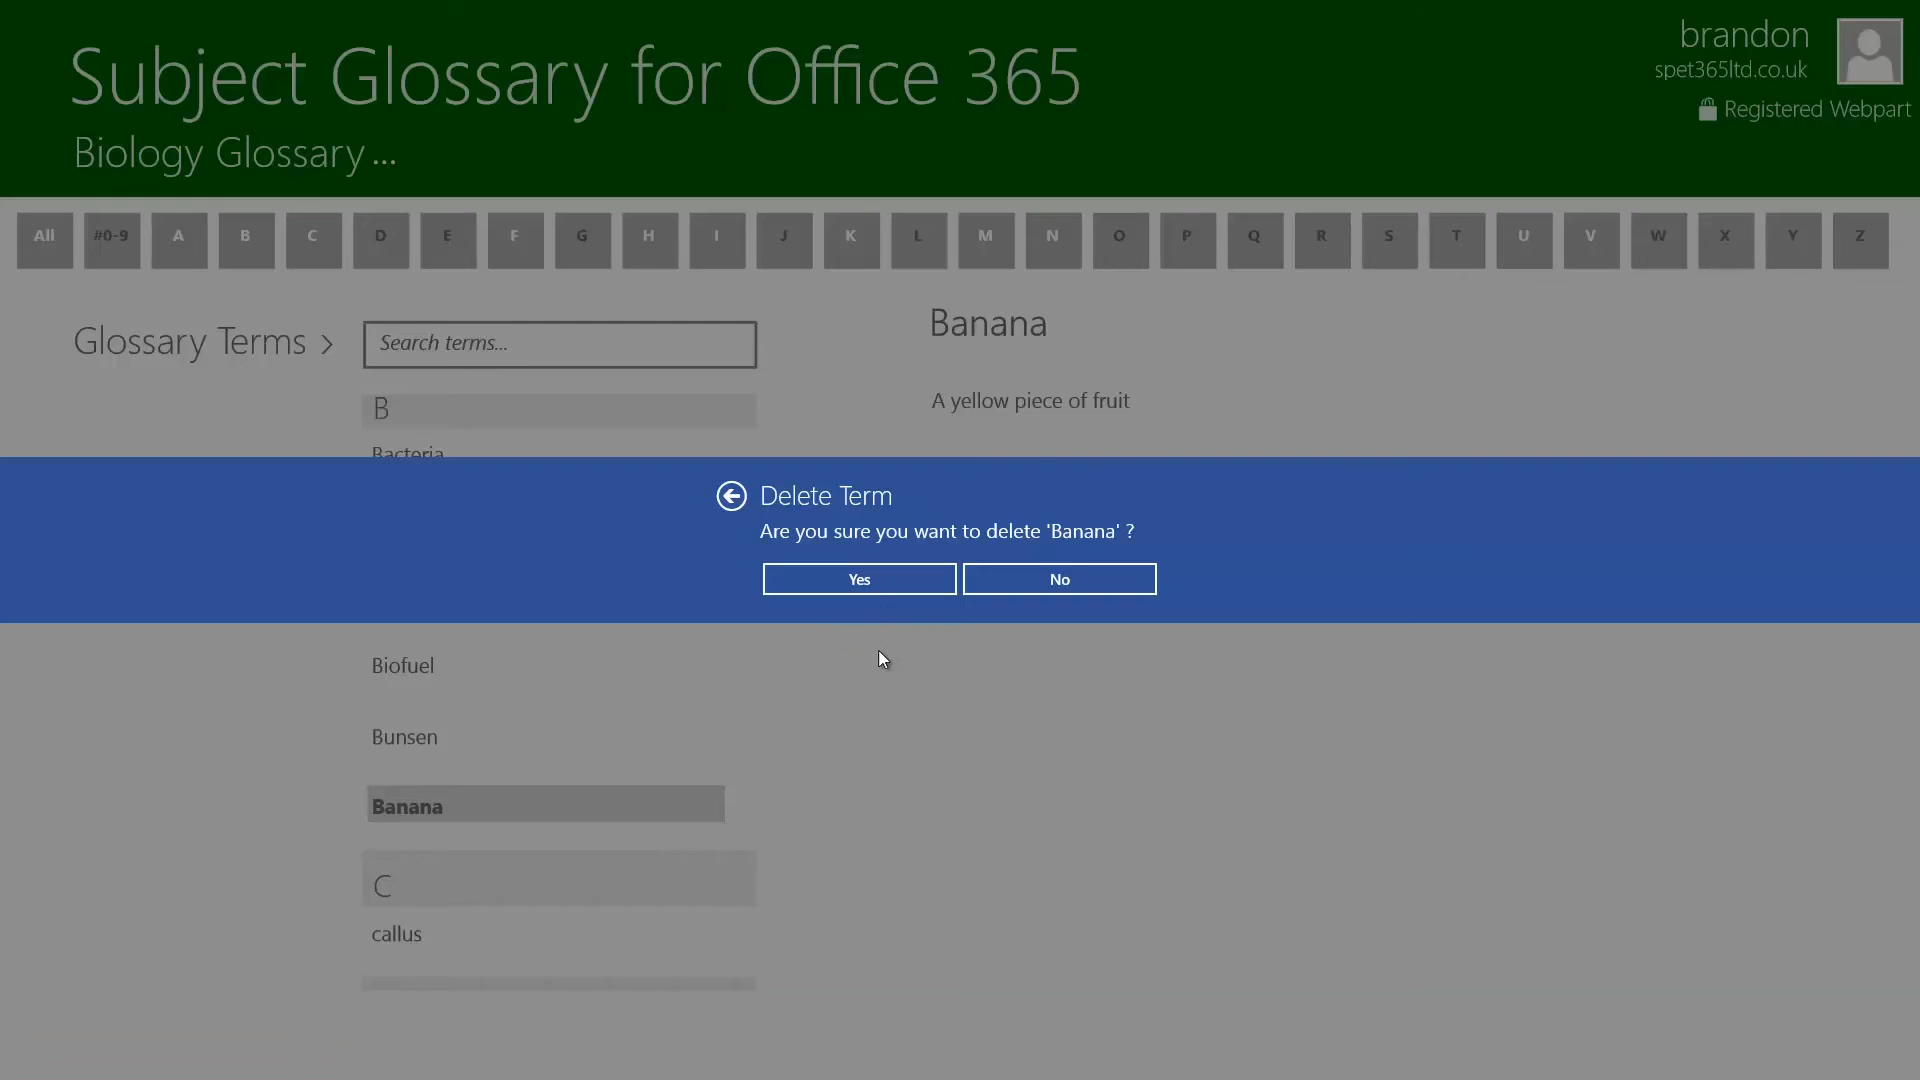 Subject Glossary for Office 365
brandon
spet365ltd.co.uk
Registered Webpart
Biology Glossary ...
All #0-9 A B C D E F G H I J K L M N O P Q R S T U V W X Y Z
Glossary Terms >
Search terms...
Banana
A yellow piece of fruit
B
Bacteria
Delete Term
Are you sure you want to delete 'Banana' ?
Yes No
Biofuel
Bunsen
Banana
C
callus